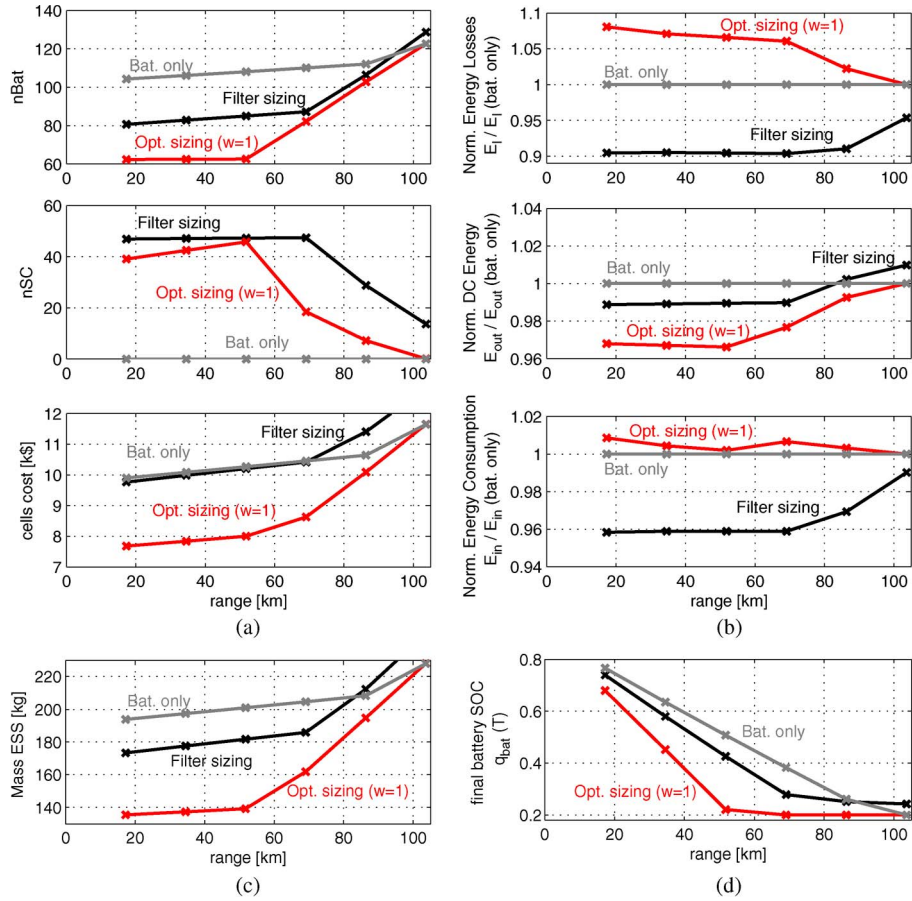 140
120
100
80
60
nBat
Bat. only
Filter sizing
Opt. sizing (w=1)
0 20 40 60 80 100
60
40
20
0
nSC
Filter sizing
Opt. sizing (w=1)
Bat. only
0 20 40 60 80 100
12
11
10
9
8
7
cells cost [k$]
Filter sizing
Bat. only
Opt. sizing (w=1)
0 20 40 60 80 100
range [km]
(a)
1.1
1.05
1
0.95
0.9
Norm. Energy Losses
E_l / E_l (bat. only)
Opt. sizing (w=1)
Bat. only
Filter sizing
0 20 40 60 80 100
1.04
1.02
1
0.98
0.96
Norm. DC Energy
E_out / E_out (bat. only)
Filter sizing
Bat. only
Opt. sizing (w=1)
0 20 40 60 80 100
1.02
1
0.98
0.96
0.94
Norm. Energy Consumption
E_in / E_in (bat. only)
Opt. sizing (w=1)
Bat. only
Filter sizing
0 20 40 60 80 100
range [km]
(b)
220
200
180
160
140
Mass ESS [kg]
Bat. only
Filter sizing
Opt. sizing (w=1)
0 20 40 60 80 100
range [km]
(c)
0.8
0.6
0.4
0.2
final battery SOC
q_bat (T)
Bat. only
Opt. sizing (w=1)
0 20 40 60 80 100
range [km]
(d)